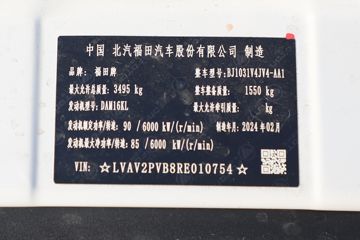 中国 北汽福田汽车股份有限公司 制造
品牌: 福田牌 整车型号: BJ1031V4JV4-AA1
最大允许总质量: 3495 kg 整车整备质量: 1550 kg
发动机型号: DAM16KL 最大允许牵引质量: kg
发动机额定功率/转速: 90 /6000 kW/(r/min) 制造年月: 2024 年02月
发动机最大净功率/转速: 85 /6000 kW/(r/min)
VIN: ☆LVAV2PVB8RE010754☆